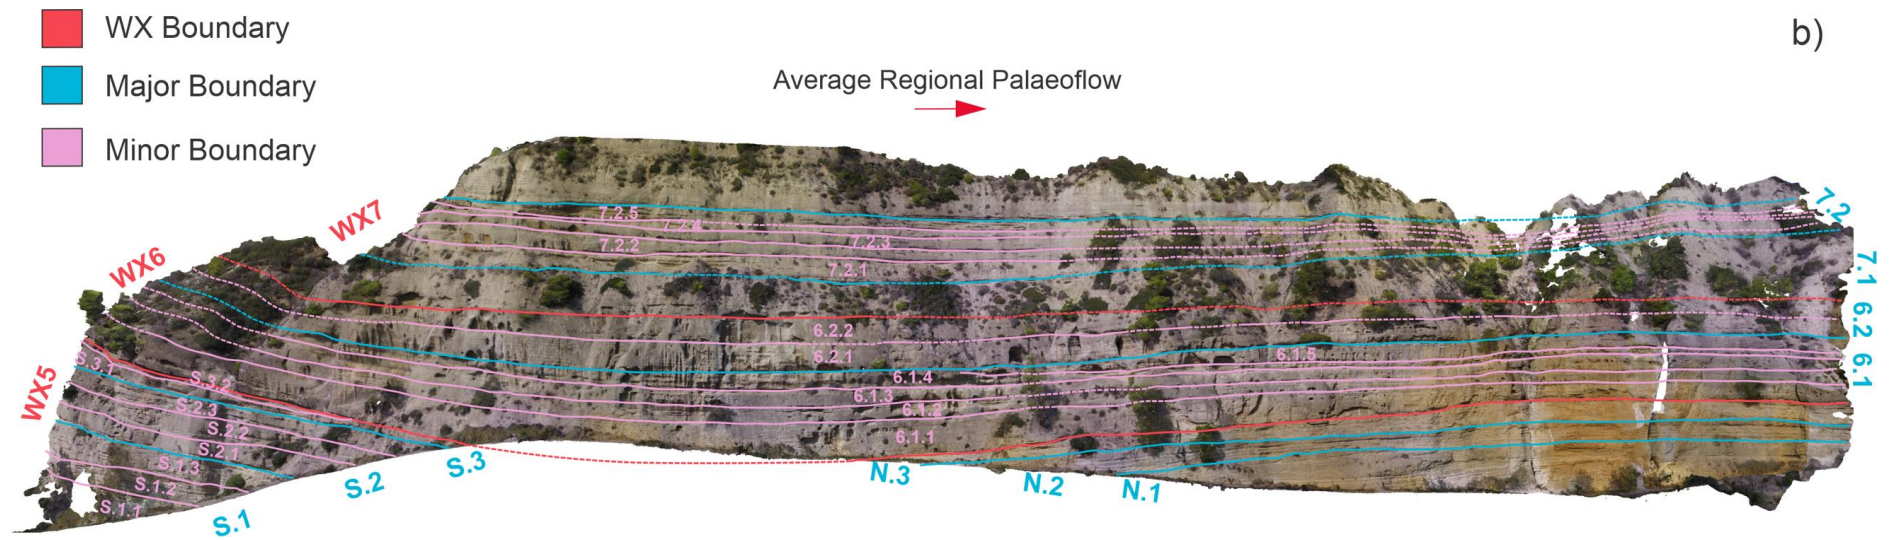 WX Boundary
Major Boundary
Minor Boundary
b)
Average Regional Palaeoflow
WX7
WX6
WX5
7.2
7.1
6.2
6.1
7.2.5
7.2.4
7.2.3
7.2.2
7.2.1
6.2.2
6.2.1
6.1.5
6.1.4
6.1.3
6.1.2
6.1.1
S.3.1
S.3.2
S.2.3
S.2.2
S.2.1
S.1.3
S.1.2
S.1.1
S.1
S.2
S.3
N.3
N.2
N.1